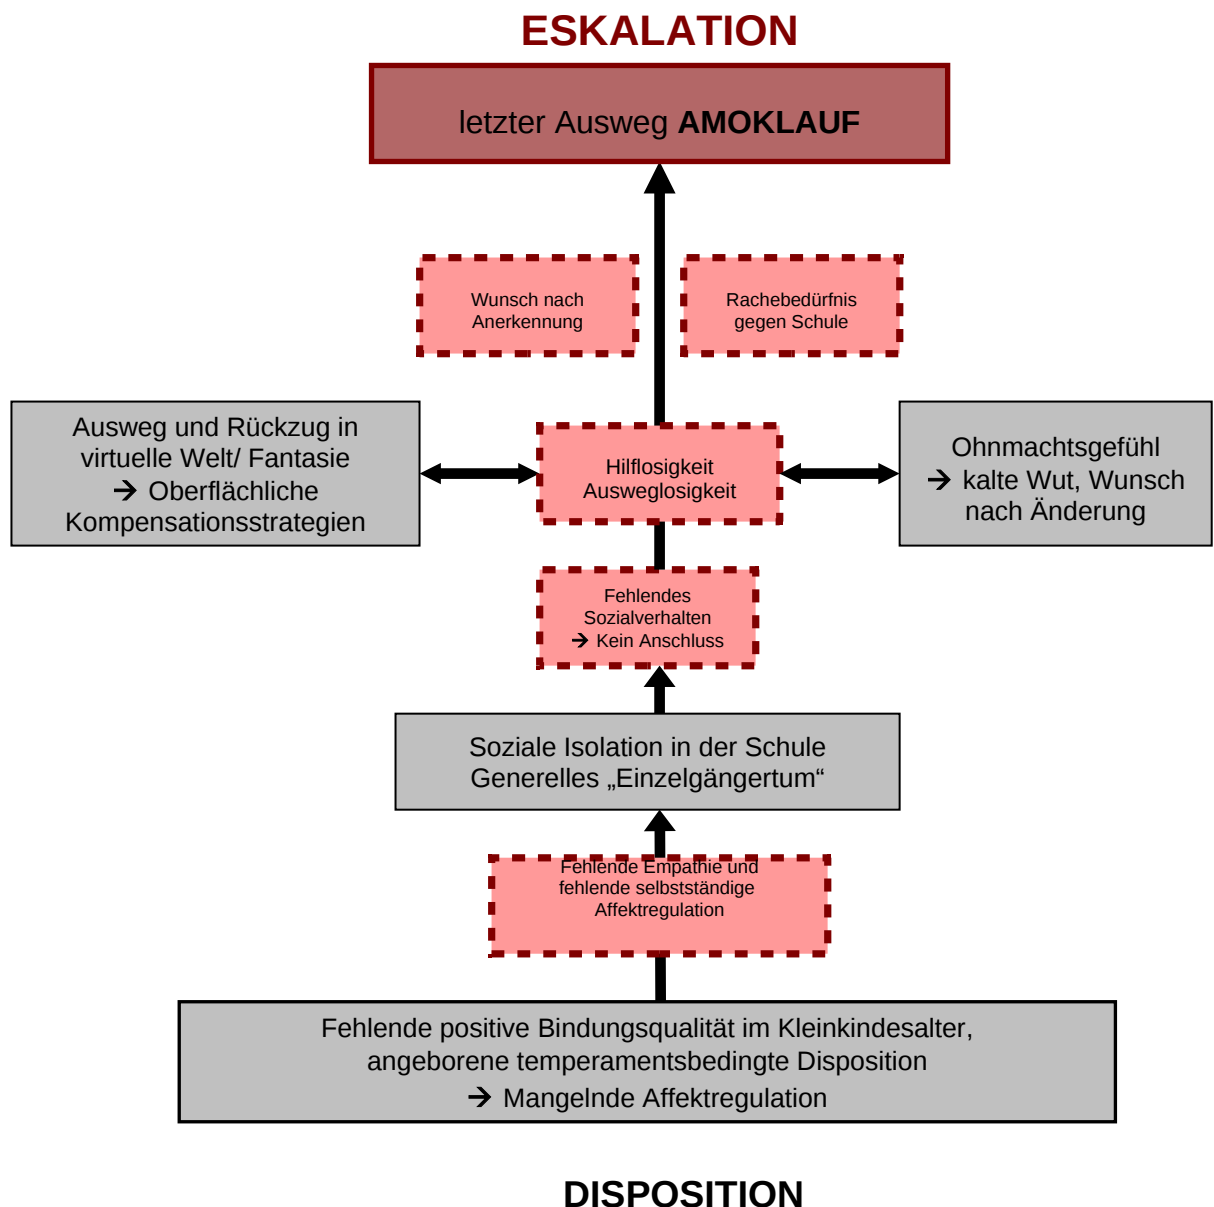 ESKALATION
letzter Ausweg AMOKLAUF
Wunsch nach
Anerkennung
Rachebedürfnis
gegen Schule
Ausweg und Rückzug in
virtuelle Welt/ Fantasie
→ Oberflächliche
Kompensationsstrategien
Hilflosigkeit
Ausweglosigkeit
Ohnmachtsgefühl
→ kalte Wut, Wunsch
nach Änderung
Fehlendes
Sozialverhalten
→ Kein Anschluss
Soziale Isolation in der Schule
Generelles „Einzelgängertum“
Fehlende Empathie und
fehlende selbstständige
Affektregulation
Fehlende positive Bindungsqualität im Kleinkindesalter,
angeborene temperamentsbedingte Disposition
→ Mangelnde Affektregulation
DISPOSITION